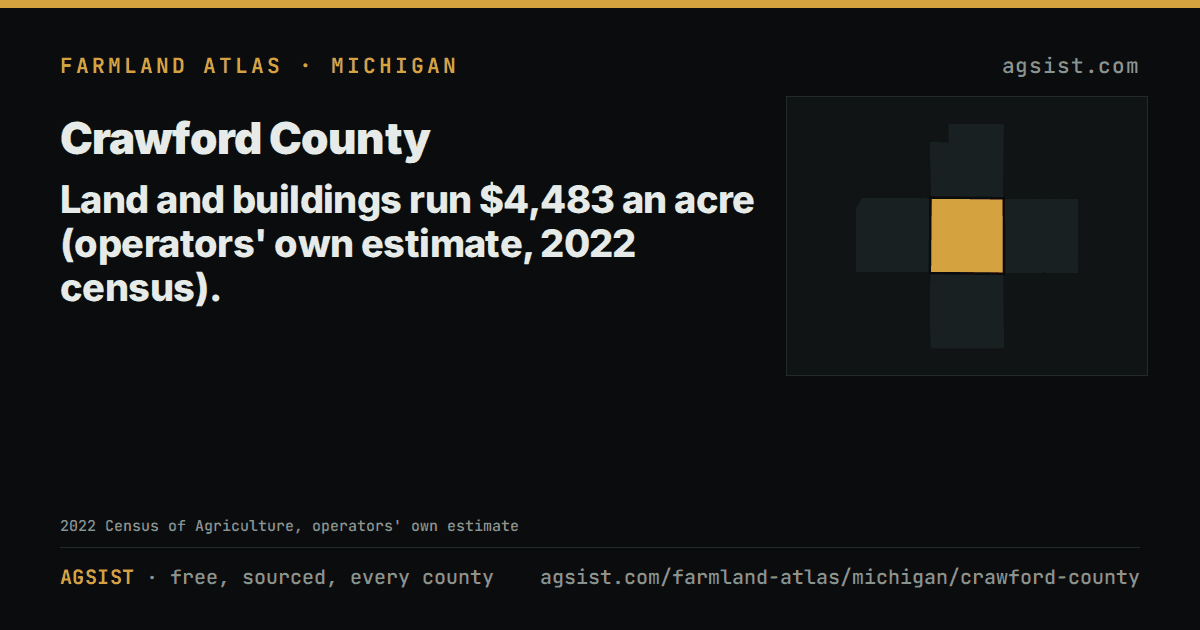 FARMLAND ATLAS · MICHIGAN
agsist.com
Crawford County
Land and buildings run $4,483 an acre
(operators' own estimate, 2022
census).
2022 Census of Agriculture, operators' own estimate
AGSIST · free, sourced, every county
agsist.com/farmland-atlas/michigan/crawford-county